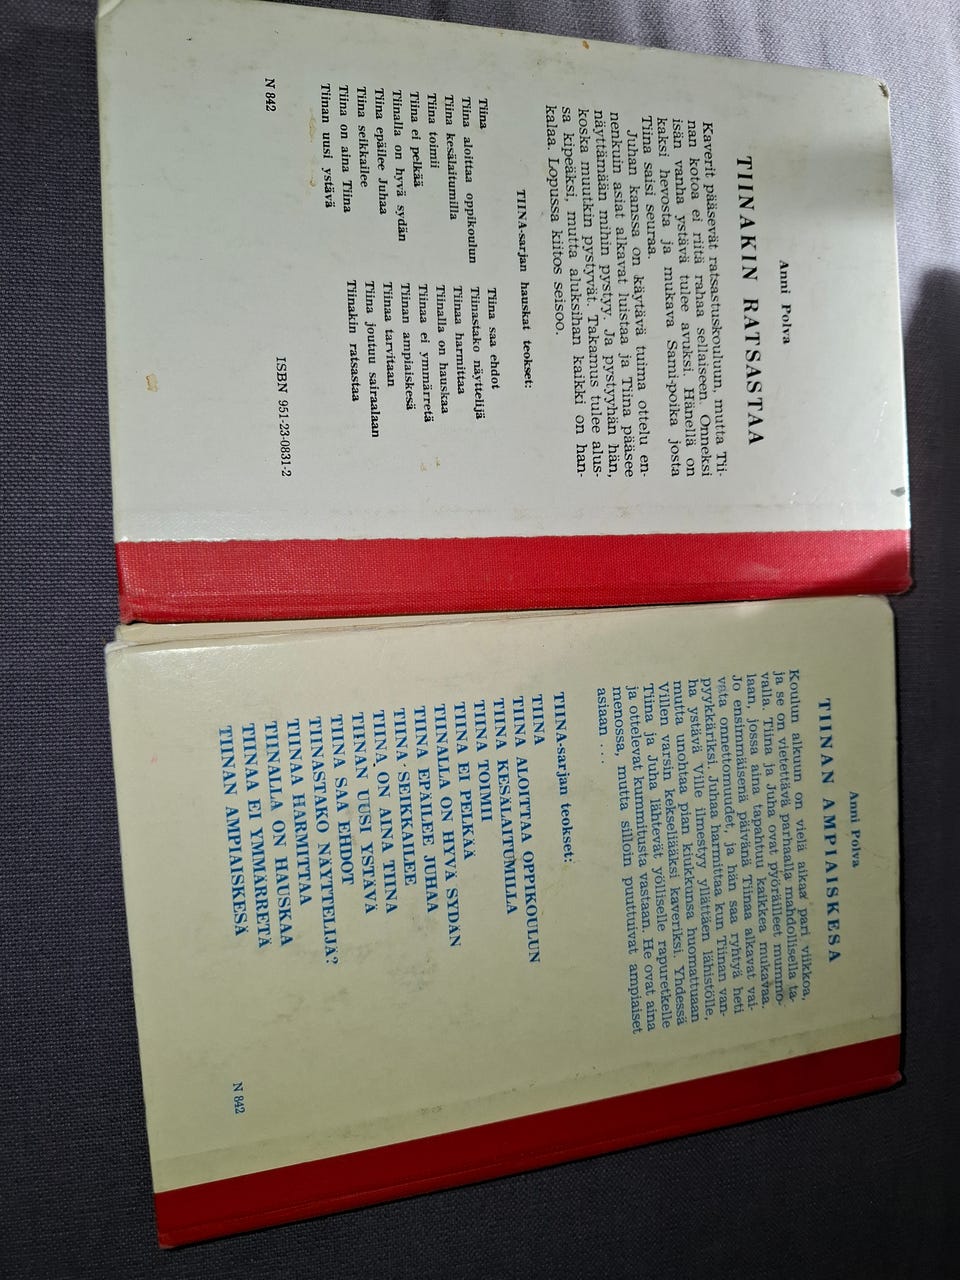 Anni Polva
TIINAKIN RATSASTAA
Kaverit pääsevät ratsastuskouluun, mutta Tii-
nan kotoa ei riitä rahaa sellaiseen. Onneksi
isän vanha ystävä tulee avuksi. Hänellä on
kaksi hevosta ja mukava Sami-poika josta
Tiina saisi seuraa.
Juhan kanssa on käytävä tuima ottelu en-
nenkuin asiat alkavat luistaa ja Tiina pääsee
näyttämään mihin pystyy. Ja pystyyhän hän,
koska muutkin pystyvät. Takamus tulee alus-
sa kipeäksi, mutta aluksihan kaikki on han-
kalaa. Lopussa kiitos seisoo.
TIINA-sarjan hauskat teokset:
Tiina
Tiina aloittaa oppikoulun
Tiina kesälaitumilla
Tiina toimii
Tiina ei pelkää
Tiinalla on hyvä sydän
Tiina epäilee Juhaa
Tiina seikkailee
Tiina on aina Tiina
Tiinan uusi ystävä
Tiina saa ehdot
Tiinastako näyttelijä
Tiinaa harmittaa
Tiinalla on hauskaa
Tiinaa ei ymmärretä
Tiinan ampiaiskesä
Tiinaa tarvitaan
Tiina joutuu sairaalaan
Tiinakin ratsastaa
N 842
ISBN 951-23-0831-2
Anni Polva
TIINAN AMPIAISKESÄ
Koulun alkuun on vielä aikaa pari viikkoa,
ja se on vietettävä parhaalla mahdollisella ta-
valla. Tiina ja Juha ovat pyöräilleet mummo-
laan, jossa aina tapahtuu kaikkea mukavaa.
Jo ensimmäisenä päivänä Tiinaa alkavat vai-
vata onnettomuudet, ja hän saa ryhtyä heti
pyykkäriksi. Juhaa harmittaa kun Tiinan van-
ha ystävä Ville ilmestyy yllättäen lähistölle,
mutta unohtaa pian kiukkunsa huomattuaan
Villen varsin kekseliääksi kaveriksi. Yhdessä
Tiina ja Juha lähtevät yölliselle rapuretkelle
ja ottelevat kummitusta vastaan. He ovat aina
menossa, mutta silloin puuttuivat ampiaiset
asiaan ...
TIINA-sarjan teokset:
TIINA
TIINA ALOITTAA OPPIKOULUN
TIINA KESÄLAITUMILLA
TIINA TOIMII
TIINA EI PELKÄÄ
TIINALLA ON HYVÄ SYDÄN
TIINA EPÄILEE JUHAA
TIINA SEIKKAILEE
TIINA ON AINA TIINA
TIINAN UUSI YSTÄVÄ
TIINA SAA EHDOT
TIINASTAKO NÄYTTELIJÄ?
TIINAA HARMITTAA
TIINALLA ON HAUSKAA
TIINAA EI YMMÄRRETÄ
TIINAN AMPIAISKESÄ
N 842